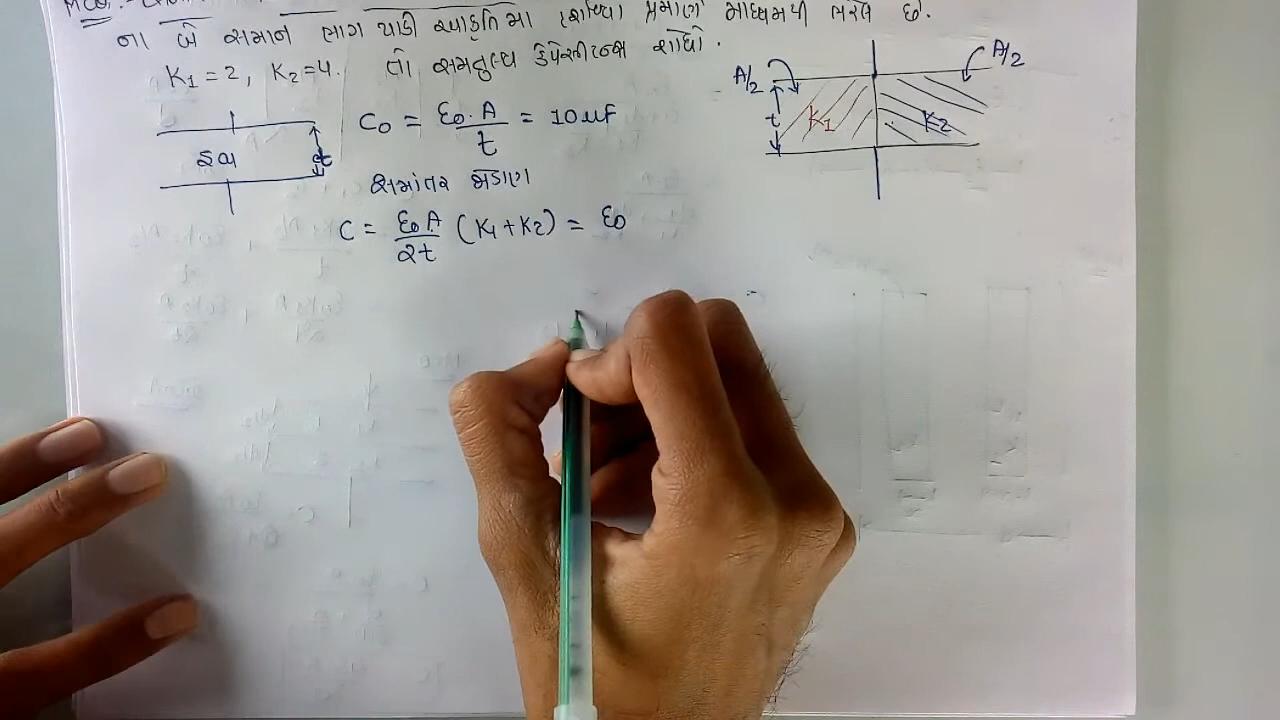 MCQ:-
ના બે સમાન ભાગ પાડી આકૃતિમાં દર્શાવ્યા પ્રમાણે માધ્યમથી ભરેલ છે.
K1 = 2, K2 = 4. તો સમતુલ્ય કેપેસીટન્સ શોધો.
A/2 A/2
C0 = ε0.A/t = 10 μF
હવા t
t K1 K2
સમાંતર જોડાણ
C = ε0A/2t (K1+K2) = ε0